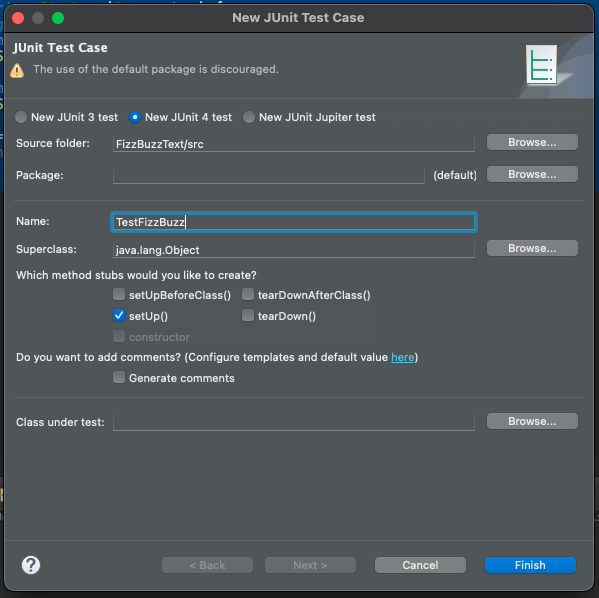 New JUnit Test Case
JUnit Test Case
The use of the default package is discouraged.
New JUnit 3 test New JUnit 4 test New JUnit Jupiter test
Source folder: FizzBuzzText/src Browse...
Package: (default) Browse...
Name: TestFizzBuzz
Superclass: java.lang.Object Browse...
Which method stubs would you like to create?
setUpBeforeClass() tearDownAfterClass()
setUp() tearDown()
constructor
Do you want to add comments? (Configure templates and default value here)
Generate comments
Class under test: Browse...
? < Back Next > Cancel Finish